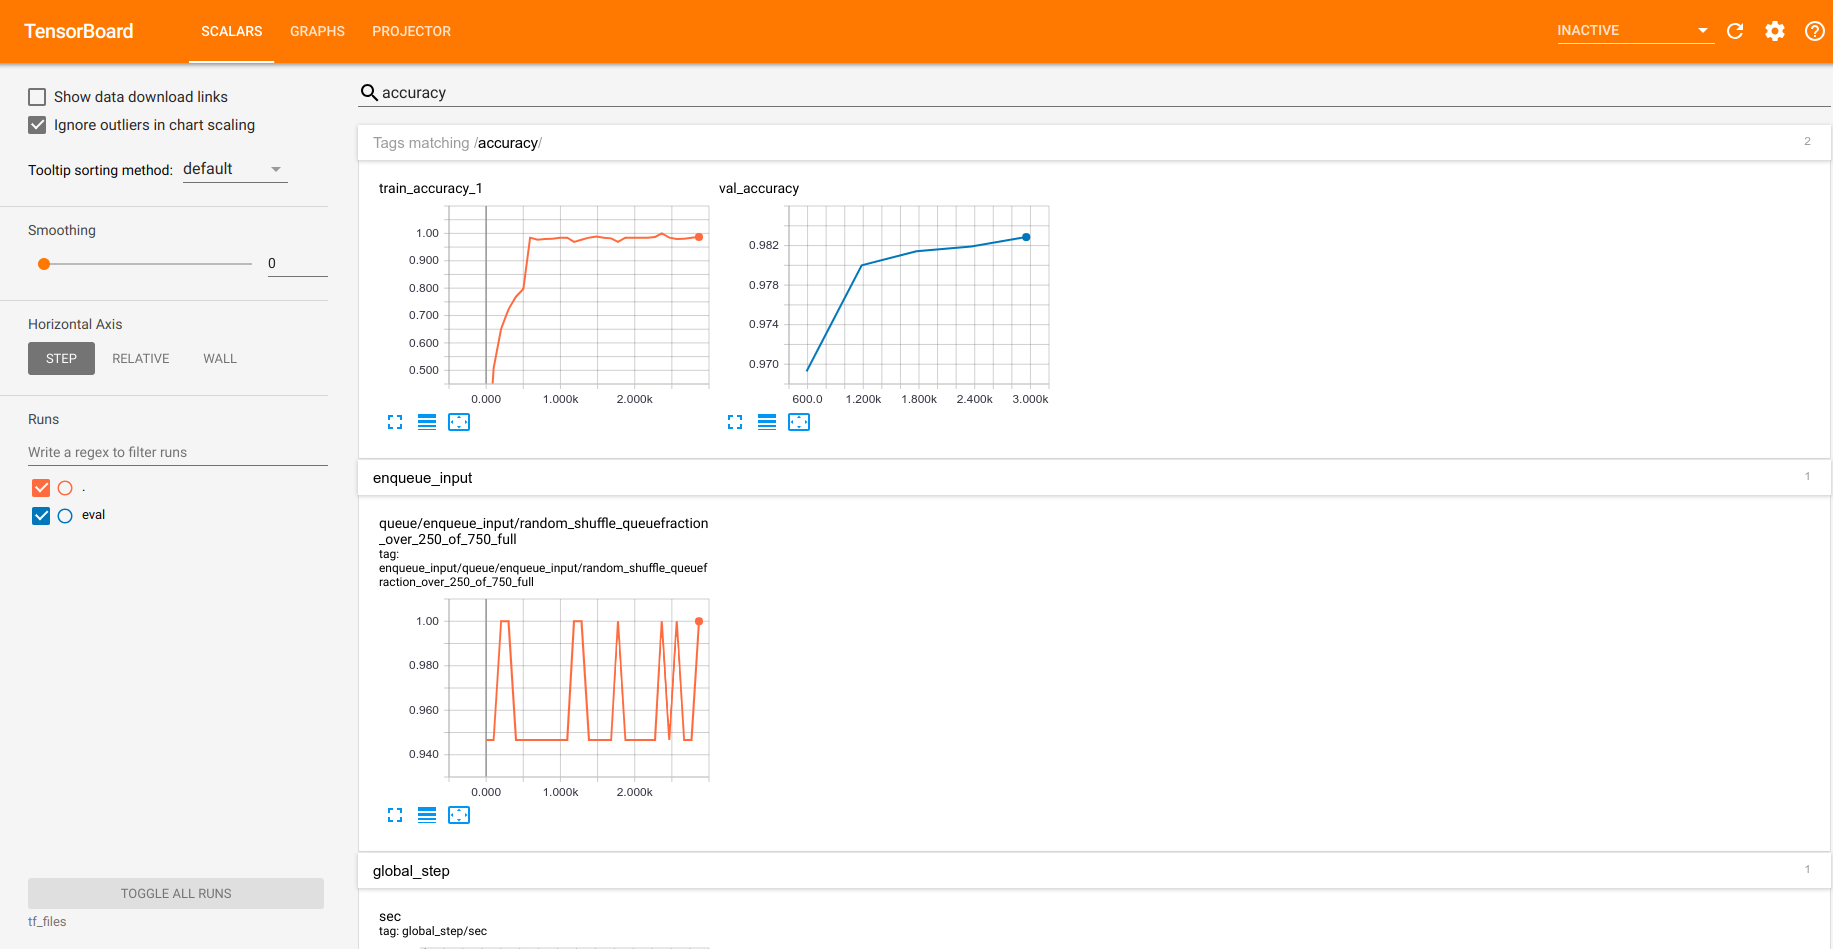 TensorBoard
SCALARS GRAPHS PROJECTOR
INACTIVE
Show data download links
Ignore outliers in chart scaling
Tooltip sorting method: default
Smoothing
0
Horizontal Axis
STEP RELATIVE WALL
Runs
Write a regex to filter runs
.
eval
TOGGLE ALL RUNS
tf_files
accuracy
Tags matching /accuracy/ 2
train_accuracy_1
1.00
0.900
0.800
0.700
0.600
0.500
0.000 1.000k 2.000k
val_accuracy
0.982
0.978
0.974
0.970
600.0 1.200k 1.800k 2.400k 3.000k
enqueue_input 1
queue/enqueue_input/random_shuffle_queuefraction
_over_250_of_750_full
tag:
enqueue_input/queue/enqueue_input/random_shuffle_queuef
raction_over_250_of_750_full
1.00
0.980
0.960
0.940
0.000 1.000k 2.000k
global_step 1
sec
tag: global_step/sec